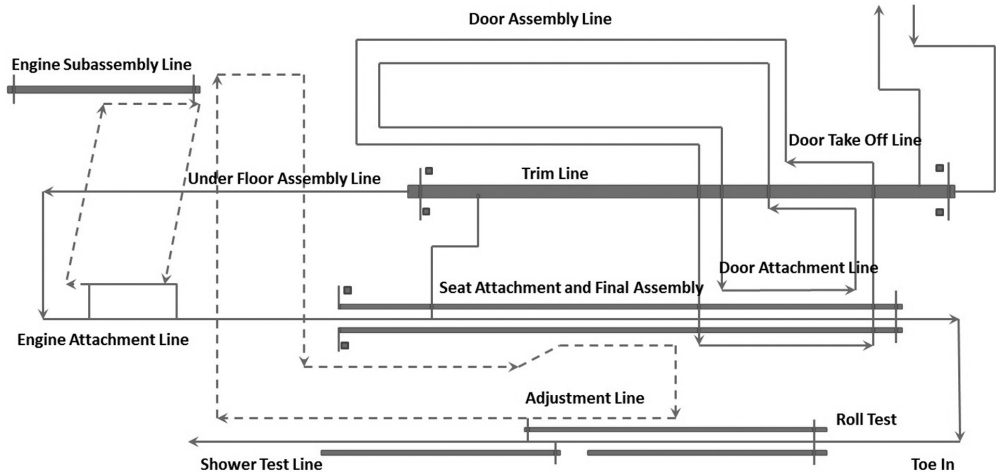 Door Assembly Line
Engine Subassembly Line
Door Take Off Line
Under Floor Assembly Line
Trim Line
Door Attachment Line
Seat Attachment and Final Assembly
Engine Attachment Line
Adjustment Line
Roll Test
Shower Test Line
Toe In